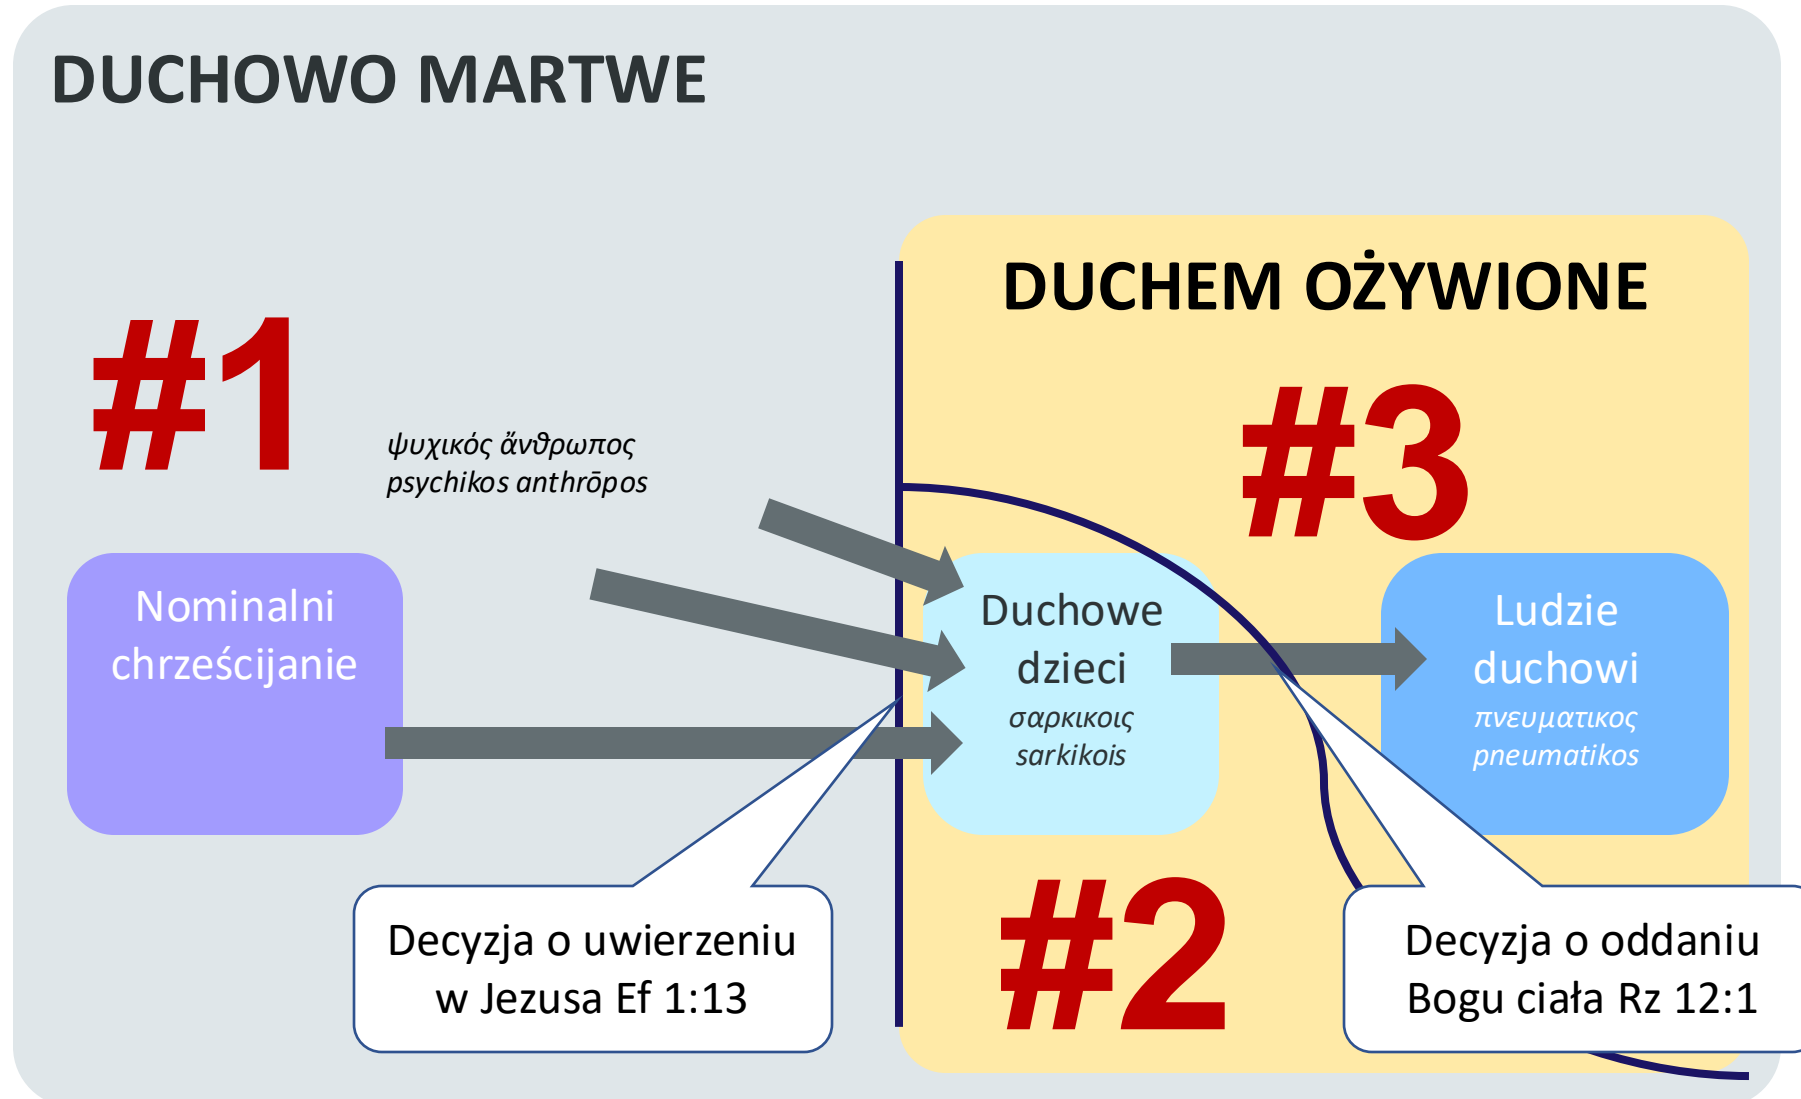 DUCHOWO MARTWE
DUCHEM OŻYWIONE
#1
#3
ψυχικός ἄνθρωπος
psychikos anthrōpos
Nominalni
chrześcijanie
Duchowe
dzieci
σαρκικοις
sarkikois
Ludzie
duchowi
πνευματικος
pneumatikos
#2
Decyzja o uwierzeniu
w Jezusa Ef 1:13
Decyzja o oddaniu
Bogu ciała Rz 12:1